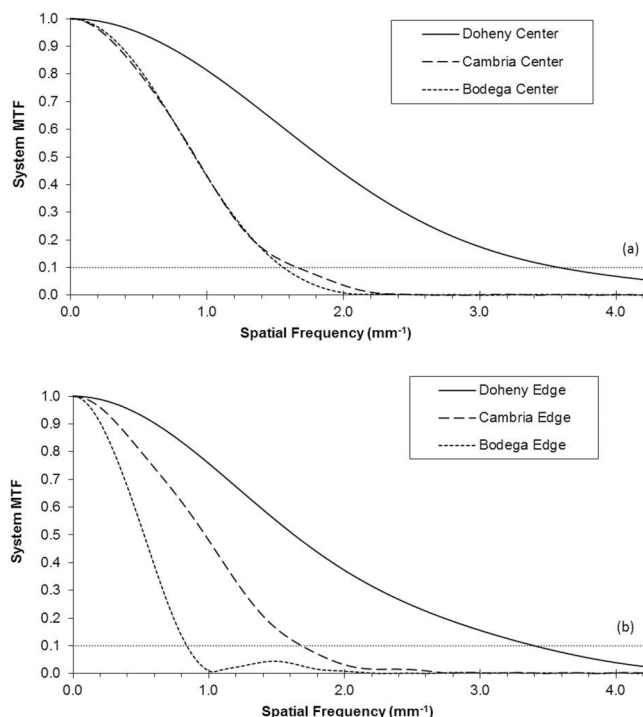 1.0
0.9
0.8
0.7
0.6
0.5
0.4
0.3
0.2
0.1
0.0
System MTF
Doheny Center
Cambria Center
Bodega Center
(a)
0.0 1.0 2.0 3.0 4.0
Spatial Frequency (mm⁻¹)
1.0
0.9
0.8
0.7
0.6
0.5
0.4
0.3
0.2
0.1
0.0
System MTF
Doheny Edge
Cambria Edge
Bodega Edge
(b)
0.0 1.0 2.0 3.0 4.0
Spatial Frequency (mm⁻¹)